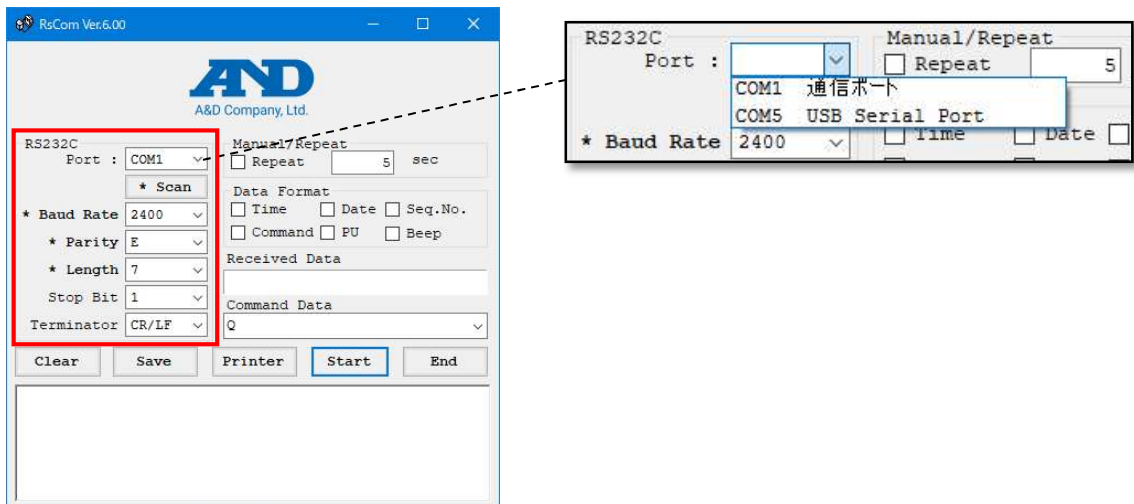 RsCom Ver.6.00
AND
A&D Company, Ltd.
RS232C
Port : COM1
* Scan
* Baud Rate 2400
* Parity E
* Length 7
Stop Bit 1
Terminator CR/LF
Manual/Repeat
Repeat 5 sec
Data Format
Time Date Seq.No.
Command PU Beep
Received Data
Command Data
Q
Clear Save Printer Start End
RS232C
Port :
Manual/Repeat
Repeat 5
COM1 通信ポート
COM5 USB Serial Port
* Baud Rate 2400
Time Date